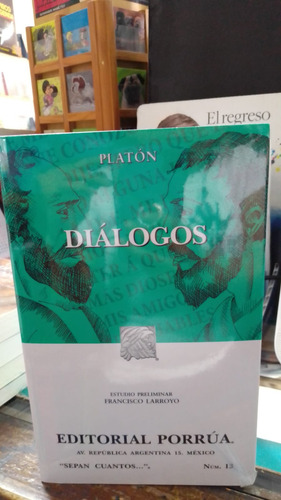 El regreso
PLATÓN
DIÁLOGOS
ESTUDIO PRELIMINAR
FRANCISCO LARROYO
EDITORIAL PORRÚA
AV. REPÚBLICA ARGENTINA 15. MÉXICO
"SEPAN CUANTOS...".
NÚM. 13